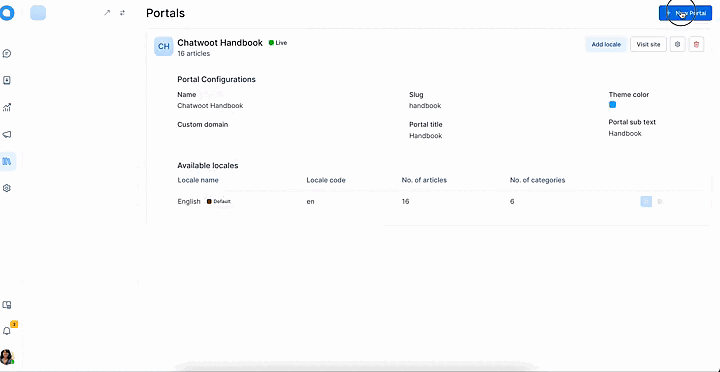 Portals
+ New Portal
CH
Chatwoot Handbook
Live
16 articles
Add locale
Visit site
Portal Configurations
Name
Chatwoot Handbook
Slug
handbook
Theme color
Custom domain
Portal title
Handbook
Portal sub text
Handbook
Available locales
Locale name
Locale code
No. of articles
No. of categories
English
Default
en
16
6
3